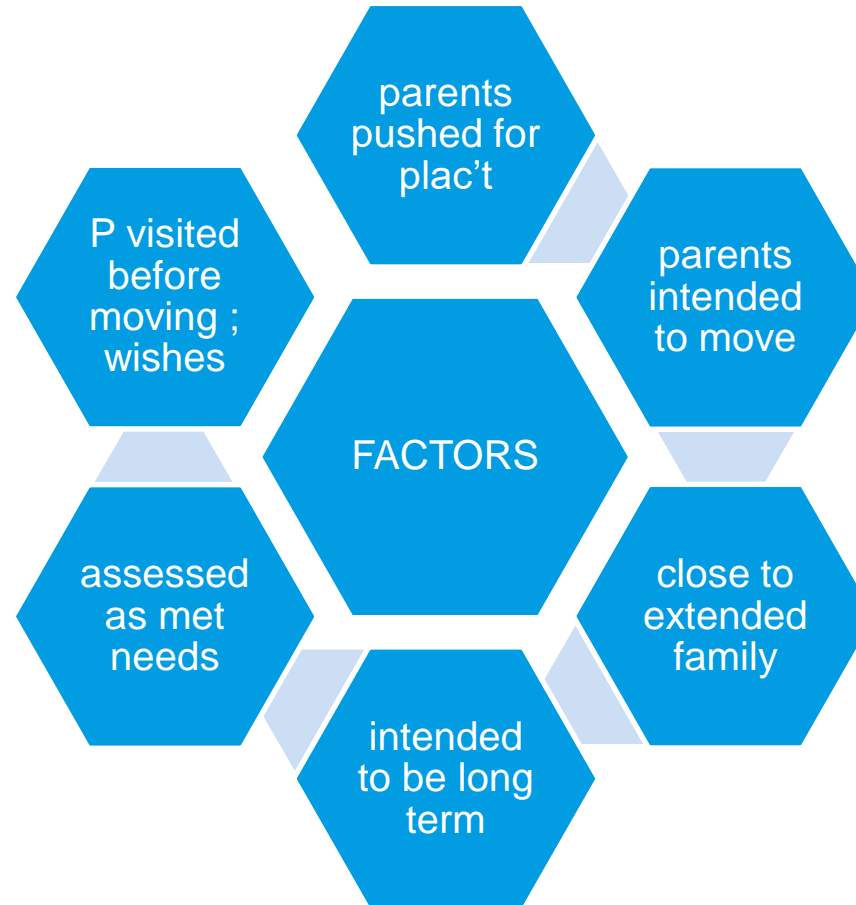 parents
pushed for
plac’t
parents
intended
to move
close to
extended
family
intended
to be long
term
assessed
as met
needs
P visited
before
moving ;
wishes
FACTORS